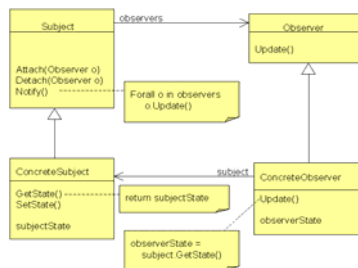 Subject
observers
Observer
Update()
Attach(Observer o)
Detach(Observer o)
Notify()
Forall o in observers
o.Update()
ConcreteSubject
subject
ConcreteObserver
GetState()
SetState()
subjectState
return subjectState
Update()
observerState
observerState =
subject.GetState()